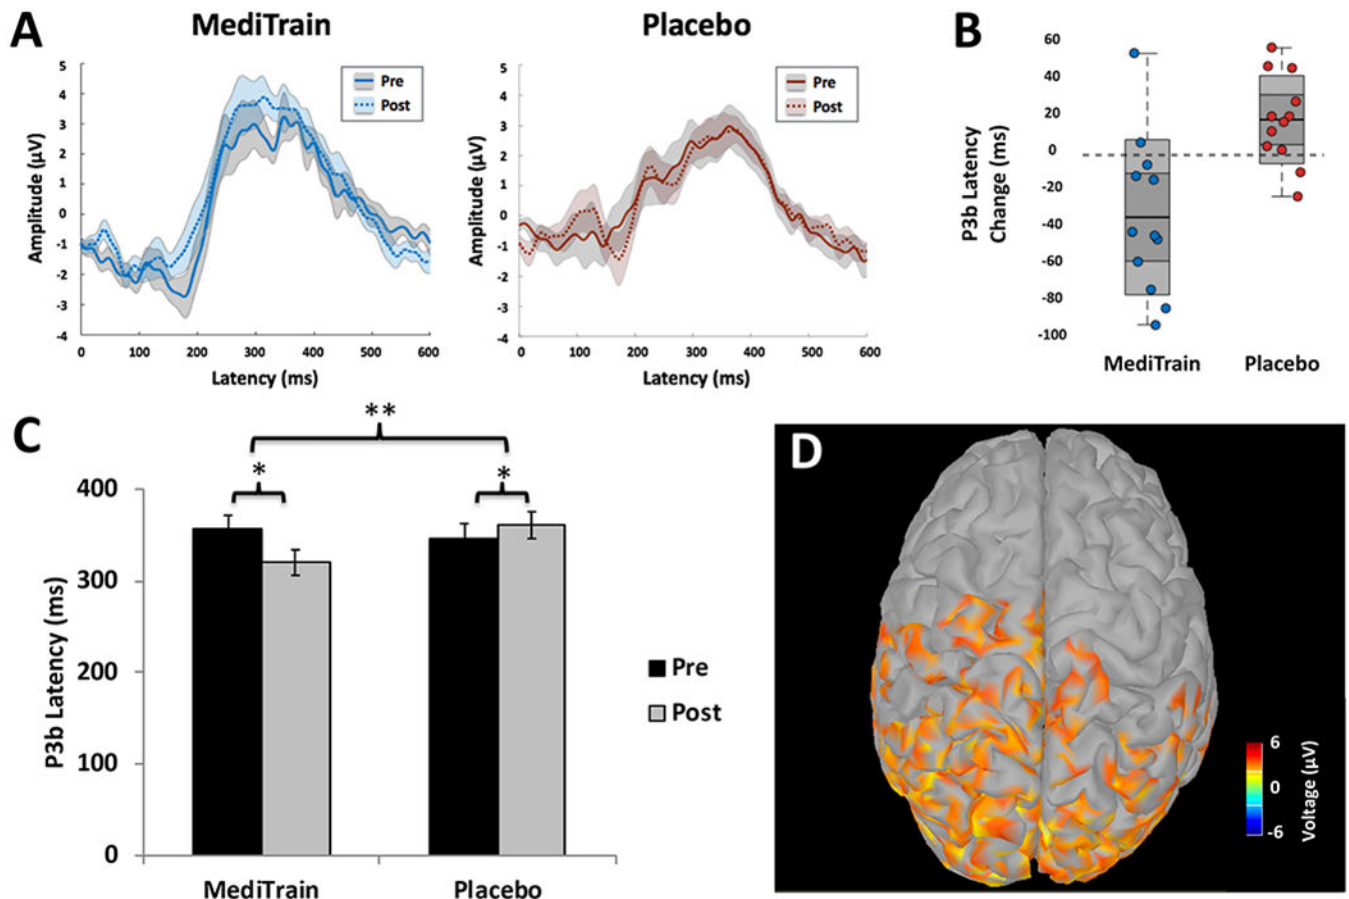 A
MediTrain
Amplitude (µV)
5
4
3
2
1
0
-1
-2
-3
-4
Pre
Post
0 100 200 300 400 500 600
Latency (ms)
Placebo
Amplitude (µV)
5
4
3
2
1
0
-1
-2
-3
-4
Pre
Post
0 100 200 300 400 500 600
Latency (ms)
B
P3b Latency
Change (ms)
60
40
20
0
-20
-40
-60
-80
-100
MediTrain Placebo
C
P3b Latency (ms)
400
300
200
100
0
**
*
*
Pre
Post
MediTrain Placebo
D
6
0
-6
Voltage (µV)